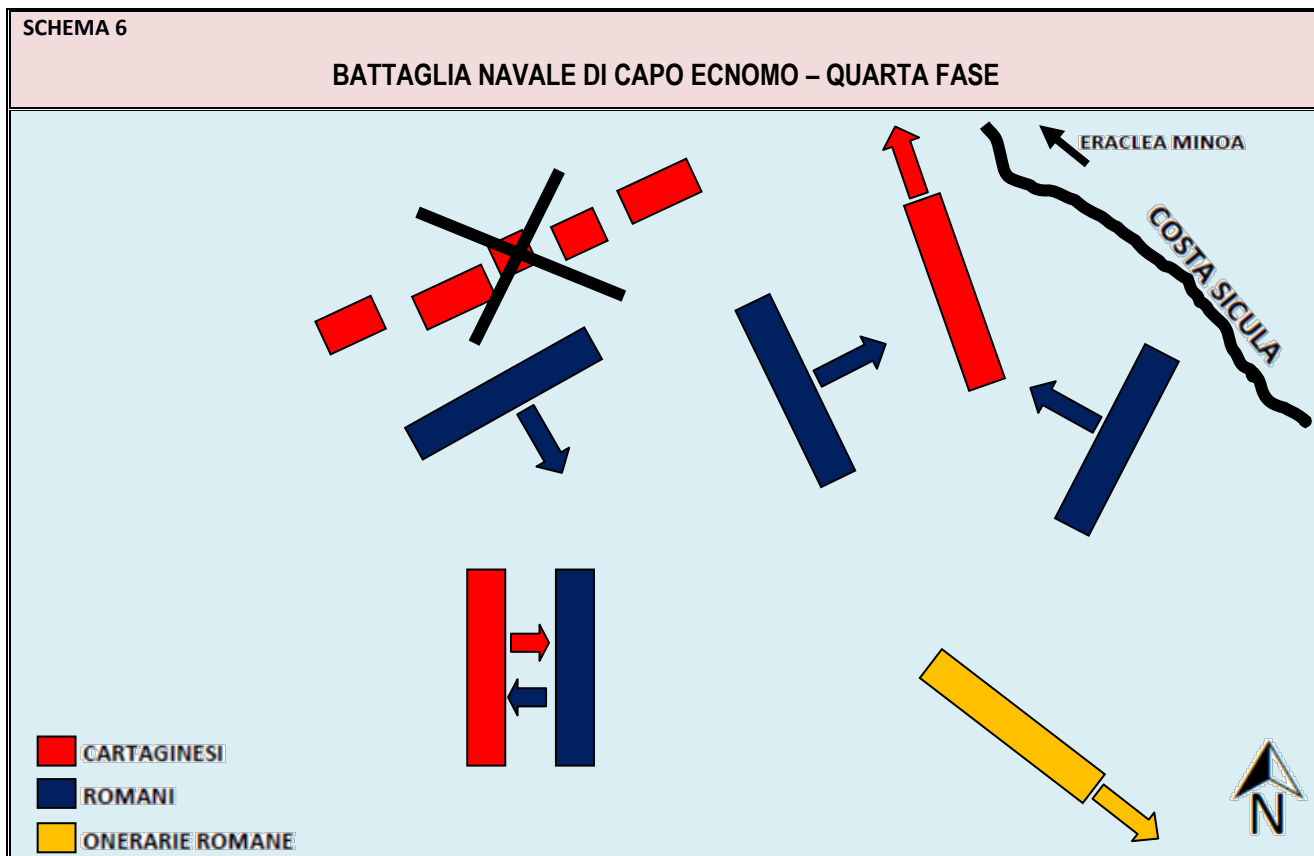 SCHEMA 6
BATTAGLIA NAVALE DI CAPO ECNOMO – QUARTA FASE
ERACLEA MINOA
COSTA SICULA
CARTAGINESI
ROMANI
ONERARIE ROMANE
N